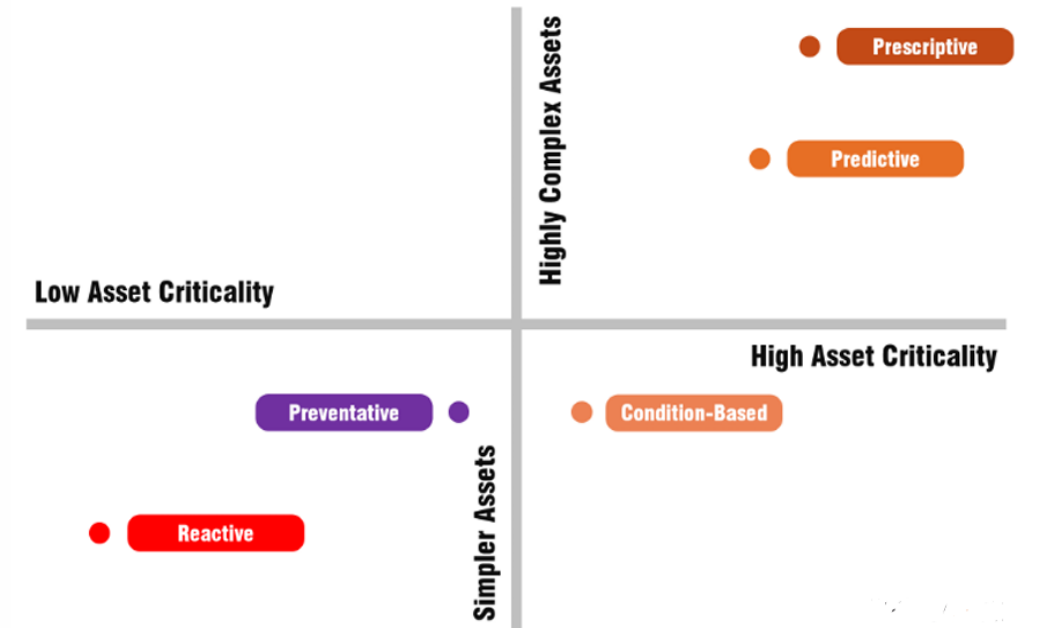 Highly Complex Assets
Prescriptive
Predictive
Low Asset Criticality
High Asset Criticality
Preventative
Condition-Based
Simpler Assets
Reactive